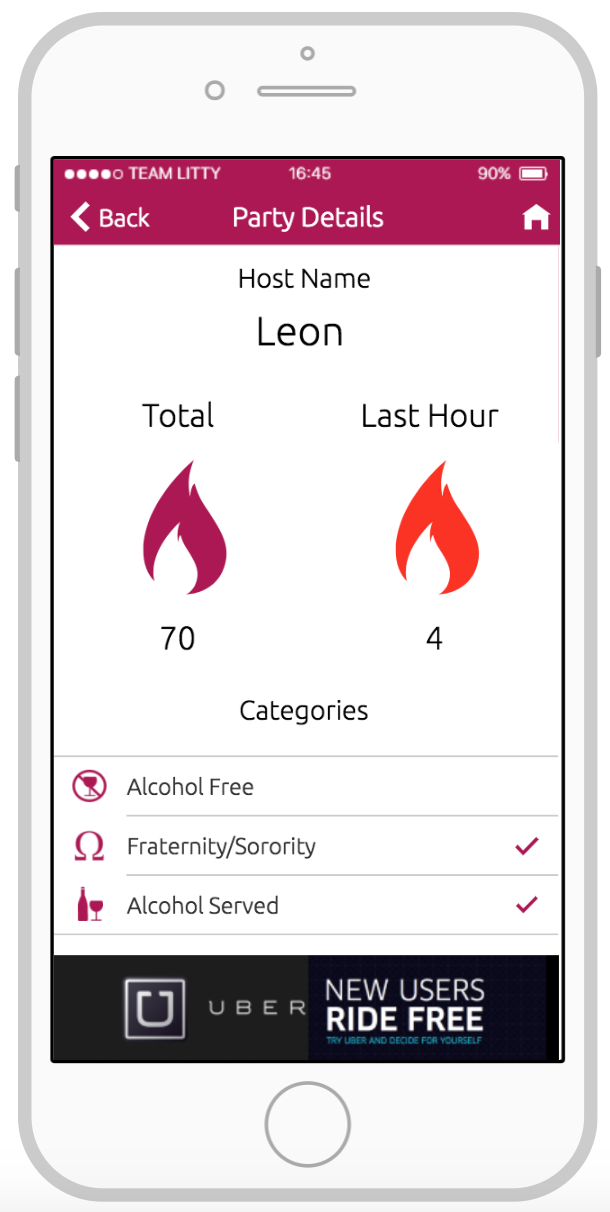 TEAM LITTY 16:45 90%
Back Party Details
Host Name
Leon
Total Last Hour
70 4
Categories
Alcohol Free
Fraternity/Sorority
Alcohol Served
UBER NEW USERS
RIDE FREE
TRY UBER AND DECIDE FOR YOURSELF